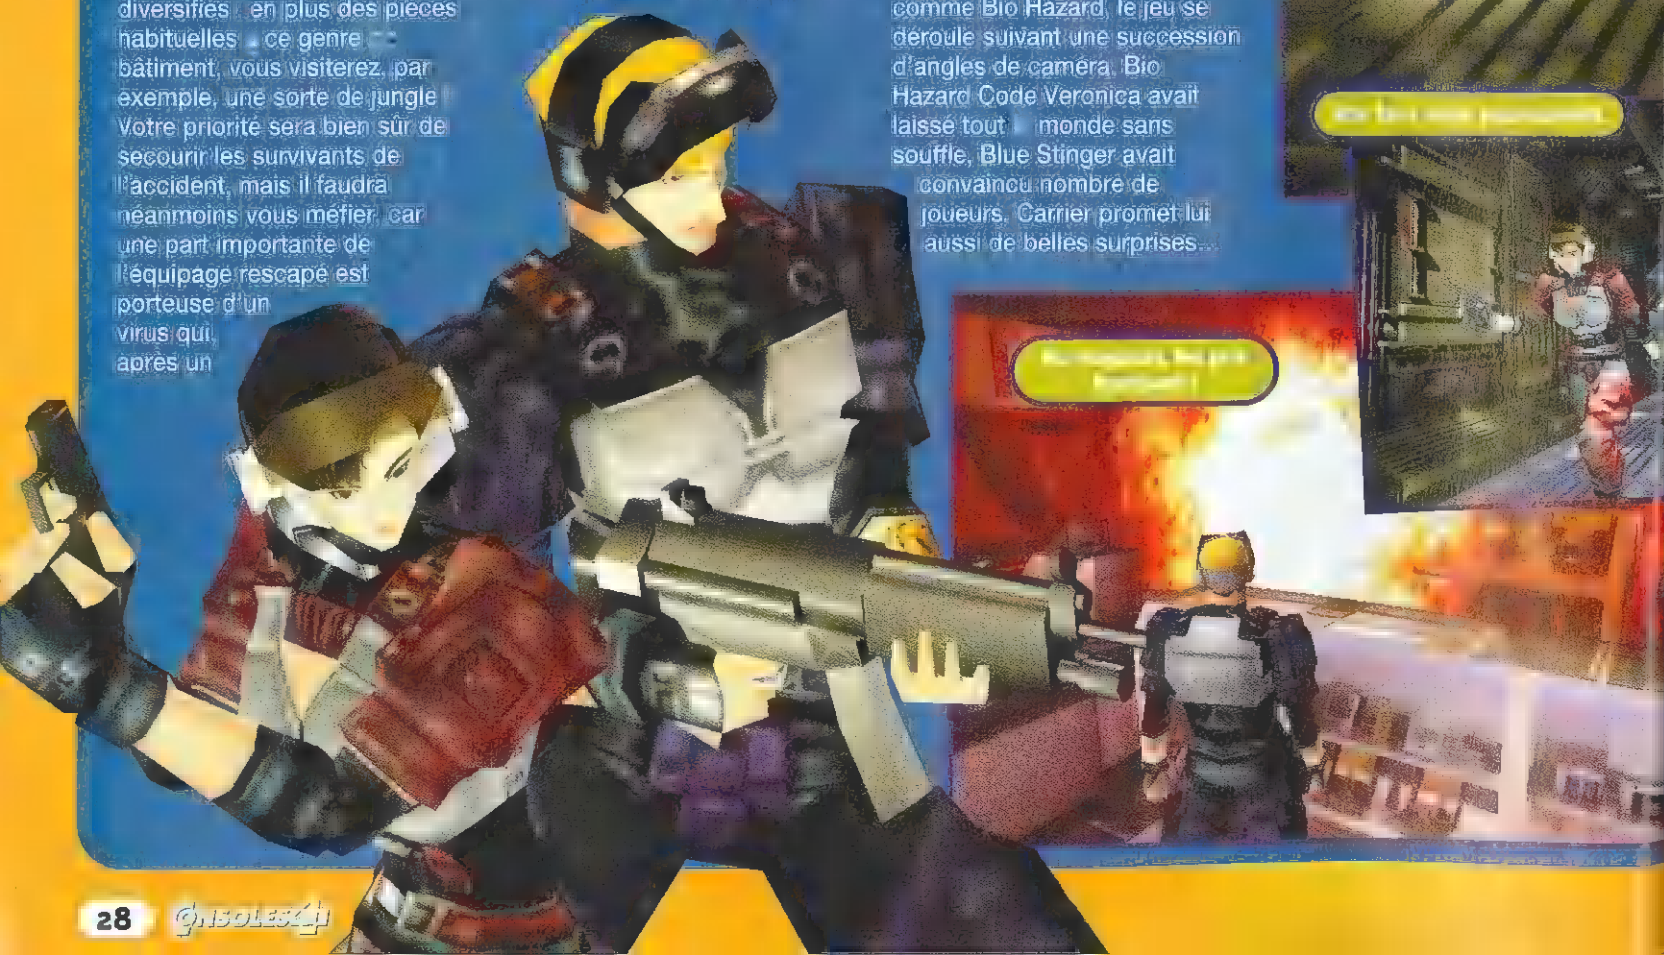 diversifiés en plus des pièces
habituelles ce genre
bâtiment, vous visiterez, par
exemple, une sorte de jungle
Votre priorité sera bien sûr de
secourir les survivants de
l'accident, mais il faudra
néanmoins vous méfier, car
une part importante de
l'équipage rescapé est
porteuse d'un
virus qui,
après un
comme Bio Hazard, le jeu se
déroule suivant une succession
d'angles de caméra. Bio
Hazard Code Veronica avait
laissé tout monde sans
souffle, Blue Stinger avait
convaincu nombre de
joueurs. Carrier promet lui
aussi de belles surprises...
28 CONSOLES